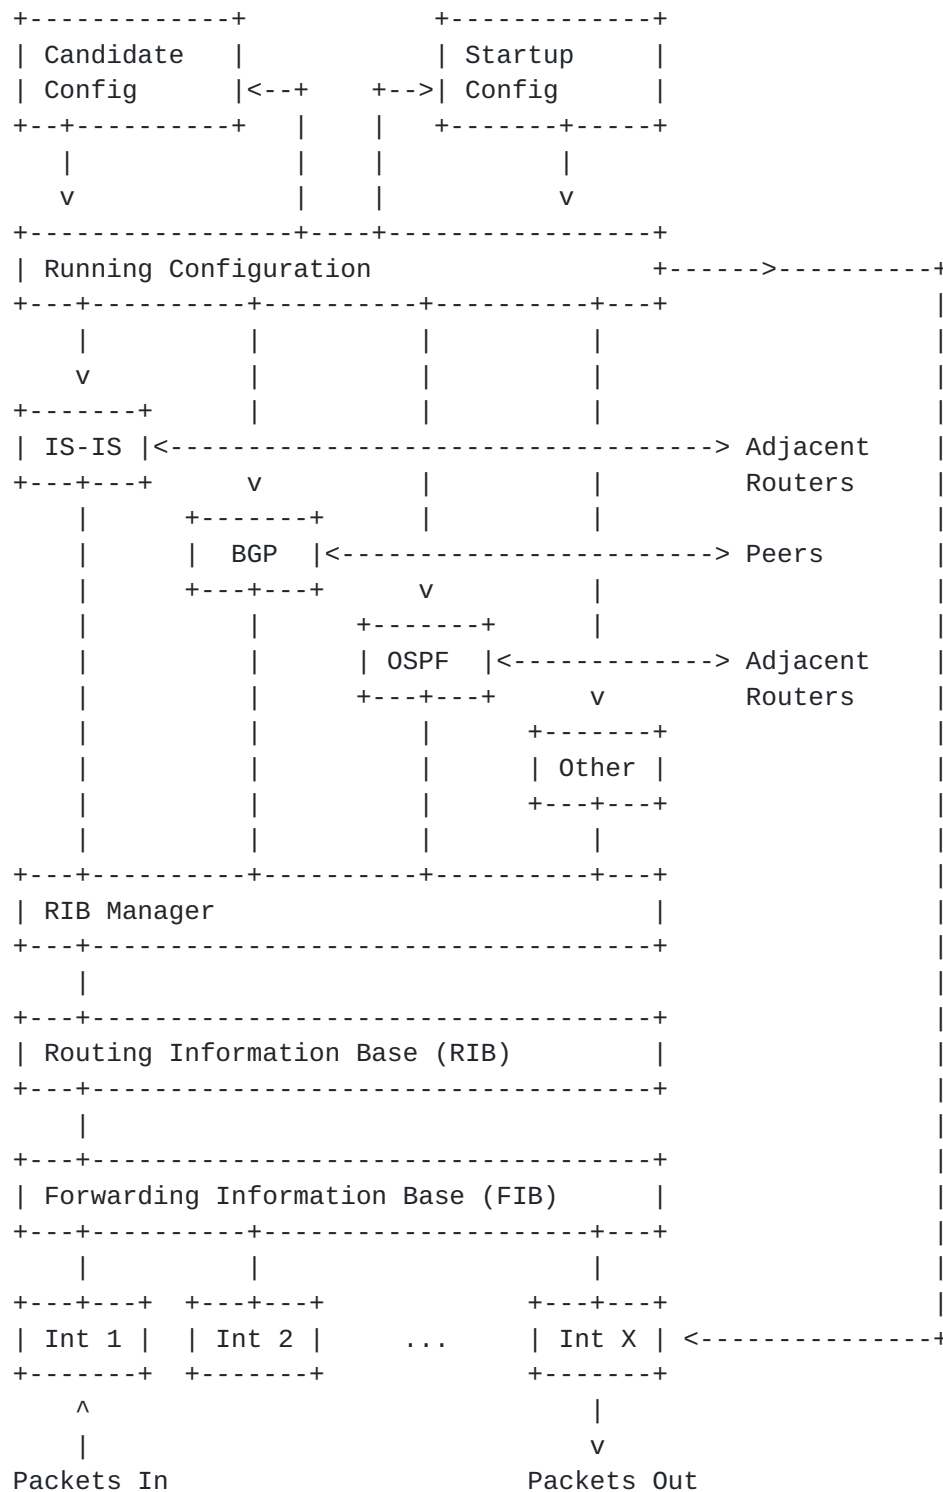 Candidate Startup
Config Config
Running Configuration
IS-IS Adjacent
Routers
BGP Peers
OSPF Adjacent
Routers
Other
RIB Manager
Routing Information Base (RIB)
Forwarding Information Base (FIB)
Int 1 Int 2 ... Int X
Packets In Packets Out